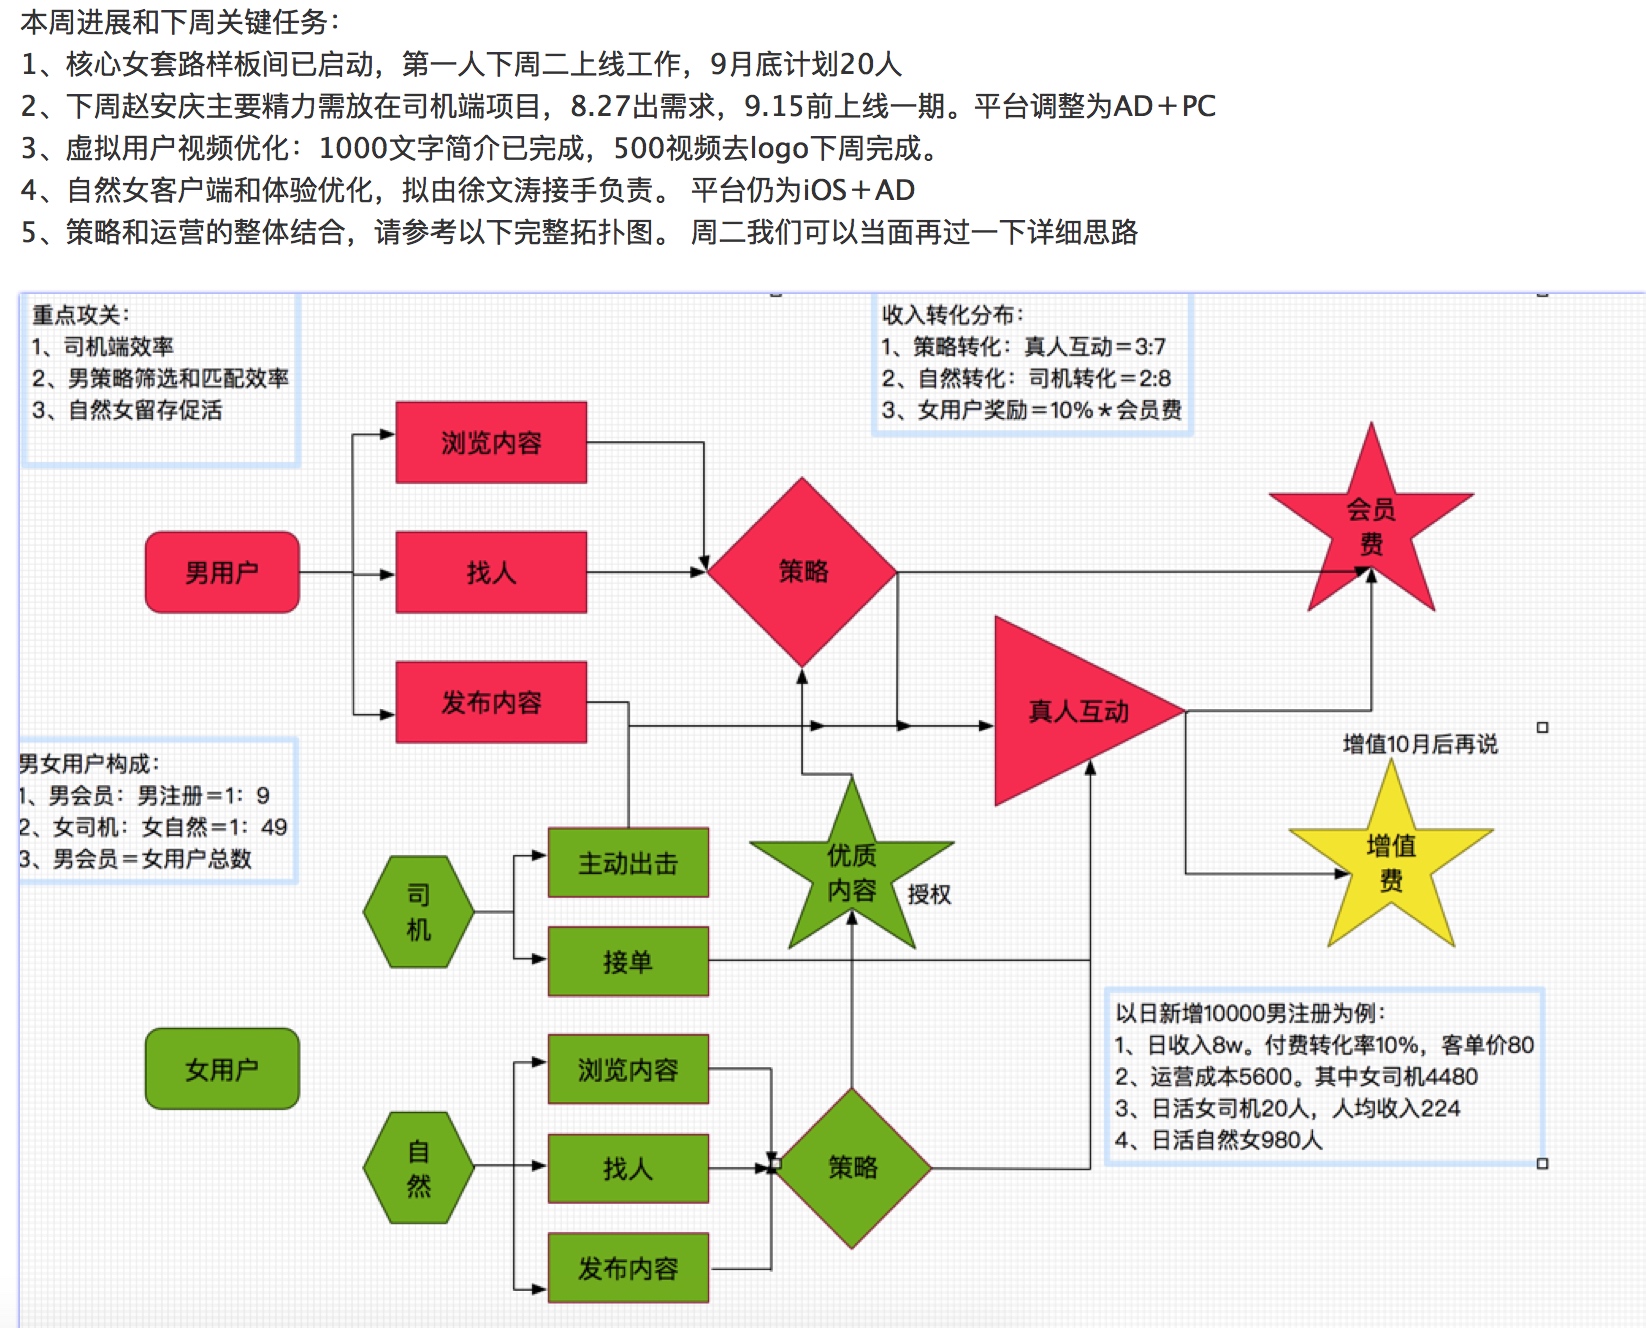 本周进展和下周关键任务：
1、核心女套路样板间已启动，第一人下周二上线工作，9月底计划20人
2、下周赵安庆主要精力需放在司机端项目，8.27出需求，9.15前上线一期。平台调整为AD＋PC
3、虚拟用户视频优化：1000文字简介已完成，500视频去logo下周完成。
4、自然女客户端和体验优化，拟由徐文涛接手负责。 平台仍为iOS＋AD
5、策略和运营的整体结合，请参考以下完整拓扑图。 周二我们可以当面再过一下详细思路
重点攻关：
1、司机端效率
2、男策略筛选和匹配效率
3、自然女留存促活
收入转化分布：
1、策略转化：真人互动＝3:7
2、自然转化：司机转化＝2:8
3、女用户奖励＝10%＊会员费
浏览内容
会员
费
男用户
找人
策略
发布内容
真人互动
增值10月后再说
男女用户构成：
1、男会员：男注册＝1：9
2、女司机：女自然＝1：49
3、男会员＝女用户总数
司
机
主动出击
优质
内容
授权
增值
费
接单
女用户
浏览内容
自
然
找人
策略
发布内容
以日新增10000男注册为例：
1、日收入8w。付费转化率10%，客单价80
2、运营成本5600。其中女司机4480
3、日活女司机20人，人均收入224
4、日活自然女980人